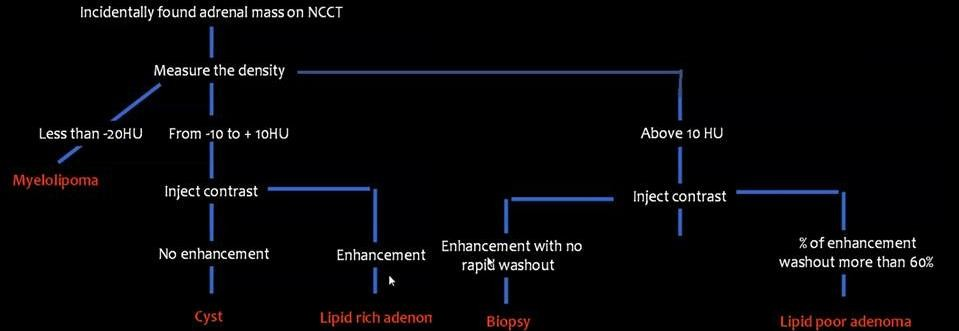 Incidentally found adrenal mass on NCCT
Measure the density
Less than -20HU
From -10 to + 10HU
Above 10 HU
Myelolipoma
Inject contrast
Inject contrast
No enhancement
Enhancement
Enhancement with no
rapid washout
% of enhancement
washout more than 60%
Cyst
Lipid rich adenon
Biopsy
Lipid poor adenoma